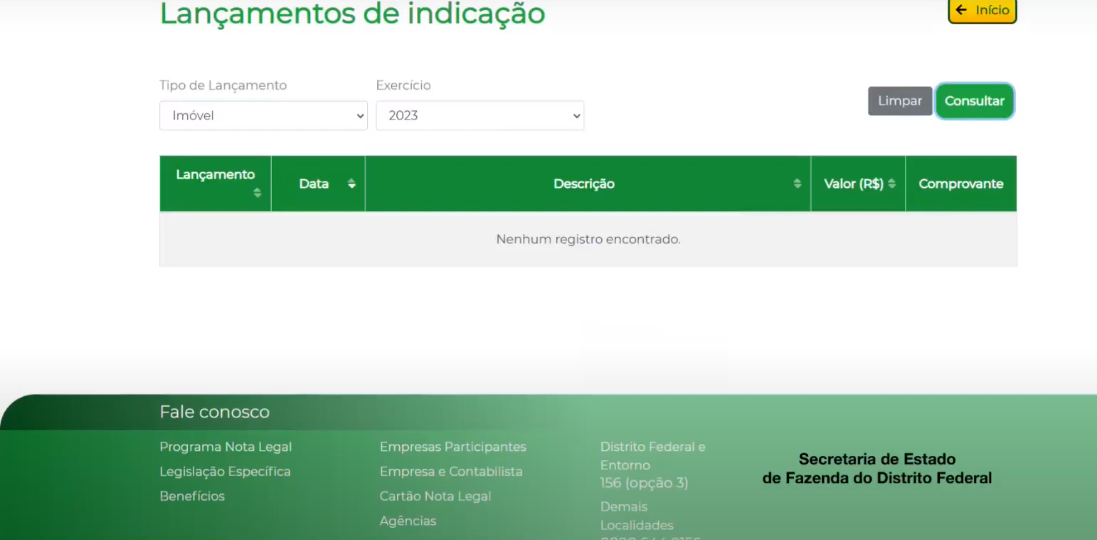 Lançamentos de indicação
Início
Tipo de Lançamento
Exercício
Imóvel
2023
Limpar
Consultar
Lançamento
Data
Descrição
Valor (R$)
Comprovante
Nenhum registro encontrado.
Fale conosco
Programa Nota Legal
Legislação Específica
Benefícios
Empresas Participantes
Empresa e Contabilista
Cartão Nota Legal
Agências
Distrito Federal e
Entorno
156 (opção 3)
Demais
Localidades
Secretaria de Estado
de Fazenda do Distrito Federal